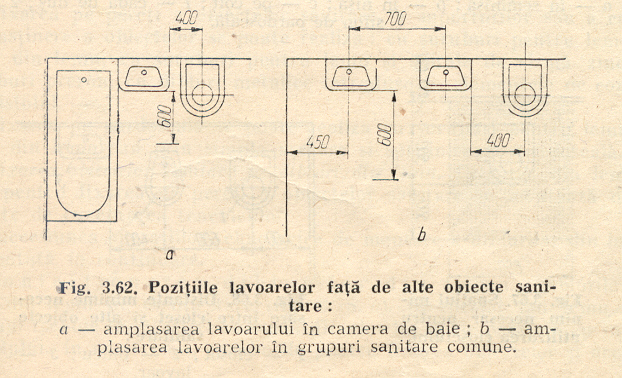 400
700
600
450
600
400
a
b
Fig. 3.62. Pozițiile lavoarelor față de alte obiecte sani-
tare :
a — amplasarea lavoarului în camera de baie ; b — am-
plasarea lavoarelor în grupuri sanitare comune.